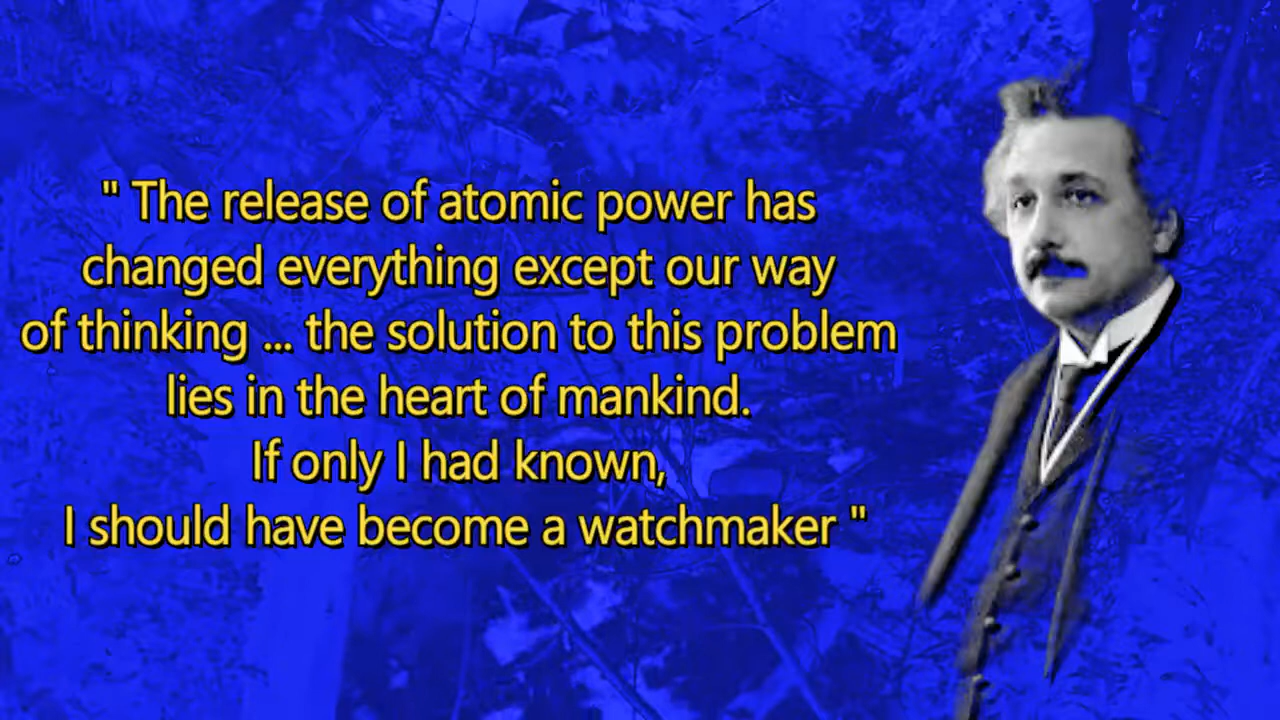 " The release of atomic power has
changed everything except our way
of thinking ... the solution to this problem
lies in the heart of mankind.
If only I had known,
I should have become a watchmaker "